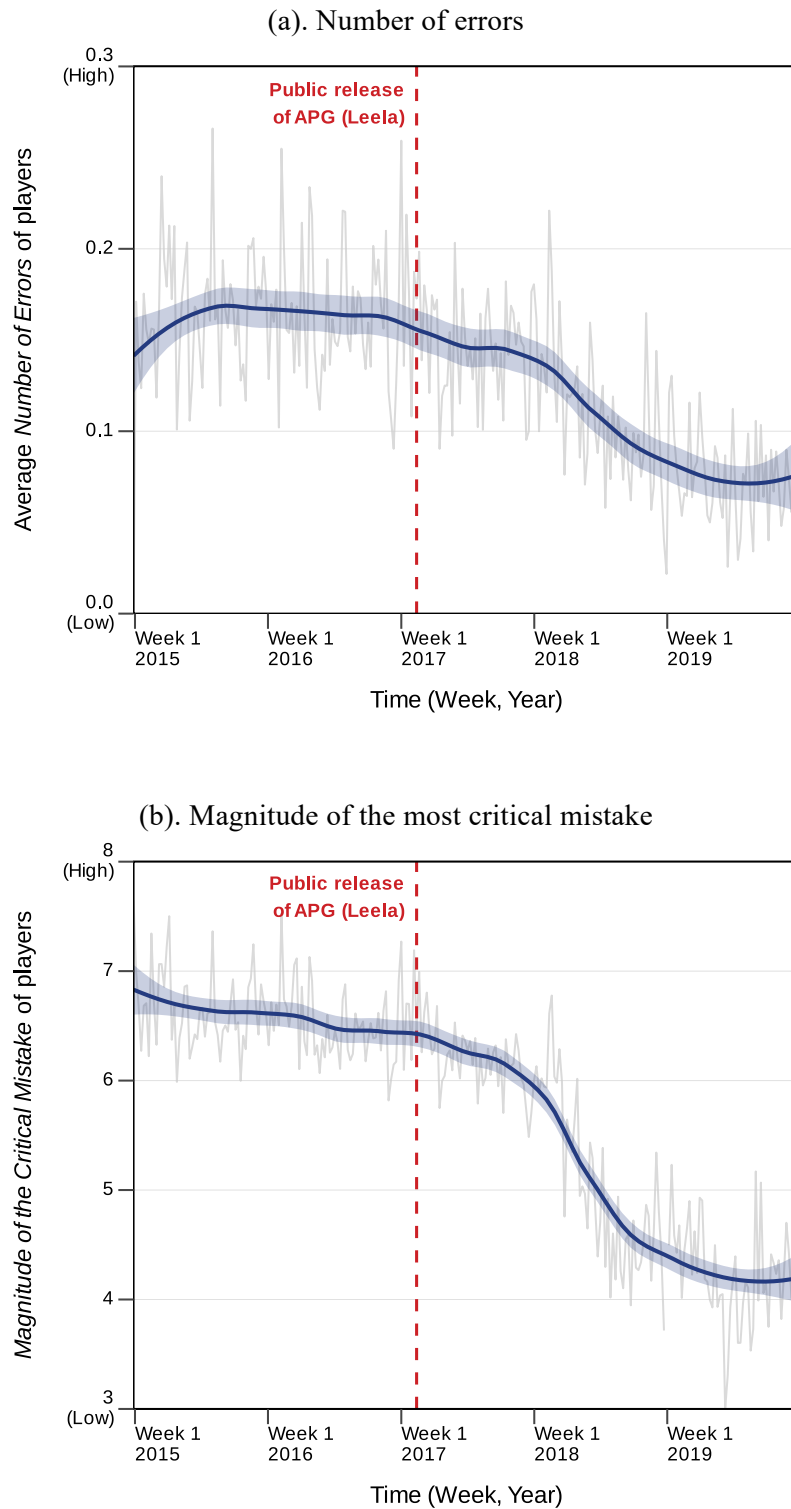 (a). Number of errors
0.3
(High)
Public release
of APG (Leela)
0.2
Average Number of Errors of players
0.1
0.0
(Low)
Week 1
2015
Week 1
2016
Week 1
2017
Week 1
2018
Week 1
2019
Time (Week, Year)
(b). Magnitude of the most critical mistake
8
(High)
Public release
of APG (Leela)
7
6
Magnitude of the Critical Mistake of players
5
4
3
(Low)
Week 1
2015
Week 1
2016
Week 1
2017
Week 1
2018
Week 1
2019
Time (Week, Year)